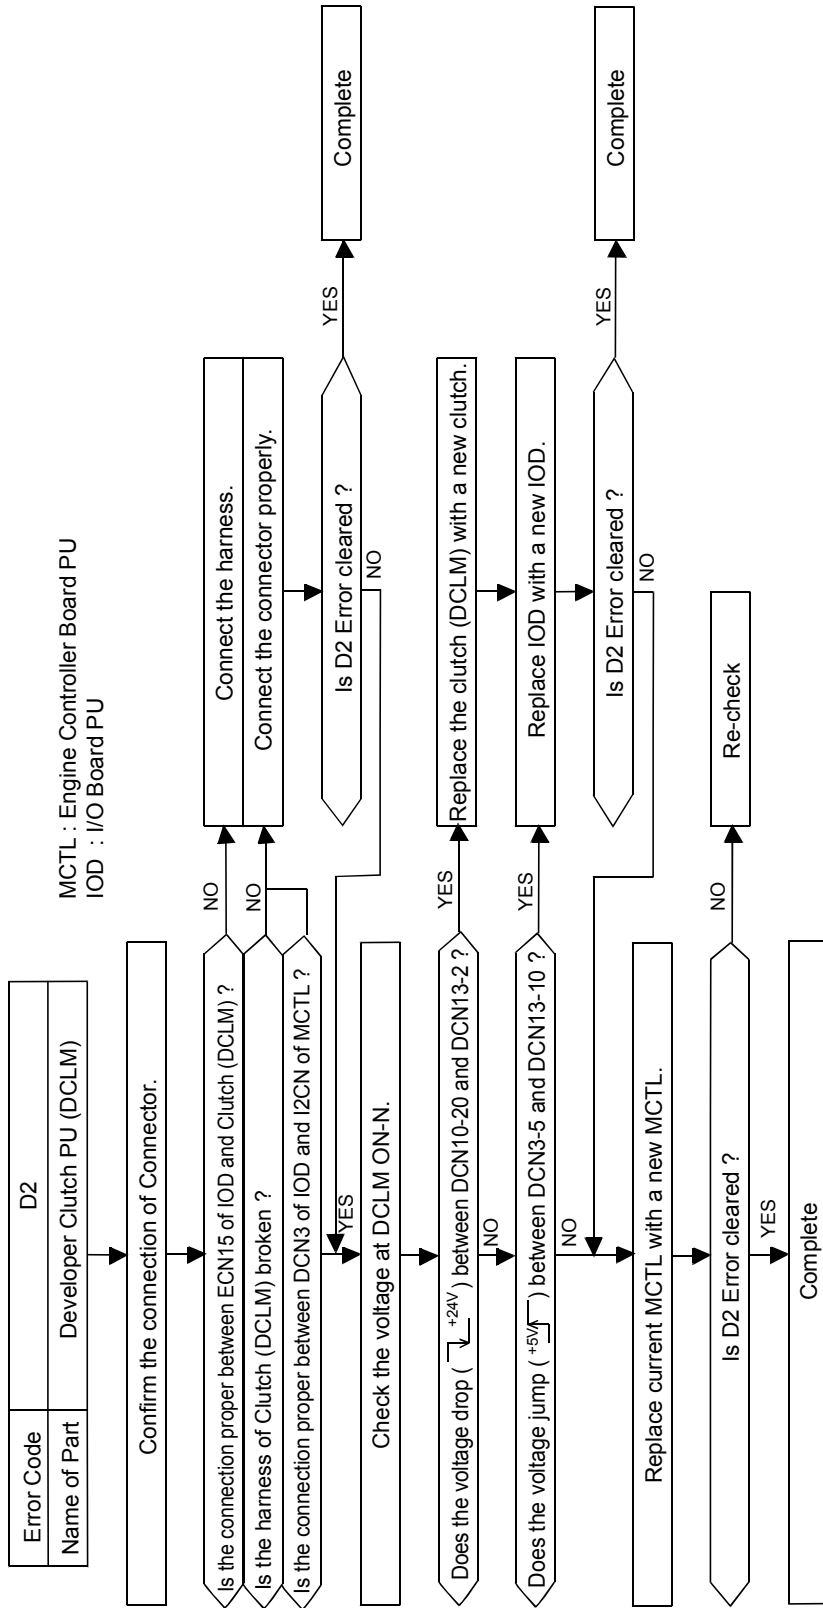 Error Code D2
Name of Part Developer Clutch PU (DCLM)
MCTL : Engine Controller Board PU
IOD : I/O Board PU
Confirm the connection of Connector.
Is the connection proper between ECN15 of IOD and Clutch (DCLM) ?
NO
Connect the harness.
Is the harness of Clutch (DCLM) broken ?
NO
Connect the connector properly.
Is the connection proper between DCN3 of IOD and I2CN of MCTL ?
Is D2 Error cleared ?
YES
Complete
NO
YES
Check the voltage at DCLM ON-N.
Does the voltage drop ( +24V ) between DCN10-20 and DCN13-2 ?
YES
Replace the clutch (DCLM) with a new clutch.
NO
Does the voltage jump ( +5V ) between DCN3-5 and DCN13-10 ?
YES
Replace IOD with a new IOD.
NO
Is D2 Error cleared ?
YES
Complete
NO
Replace current MCTL with a new MCTL.
Is D2 Error cleared ?
NO
Re-check
YES
Complete